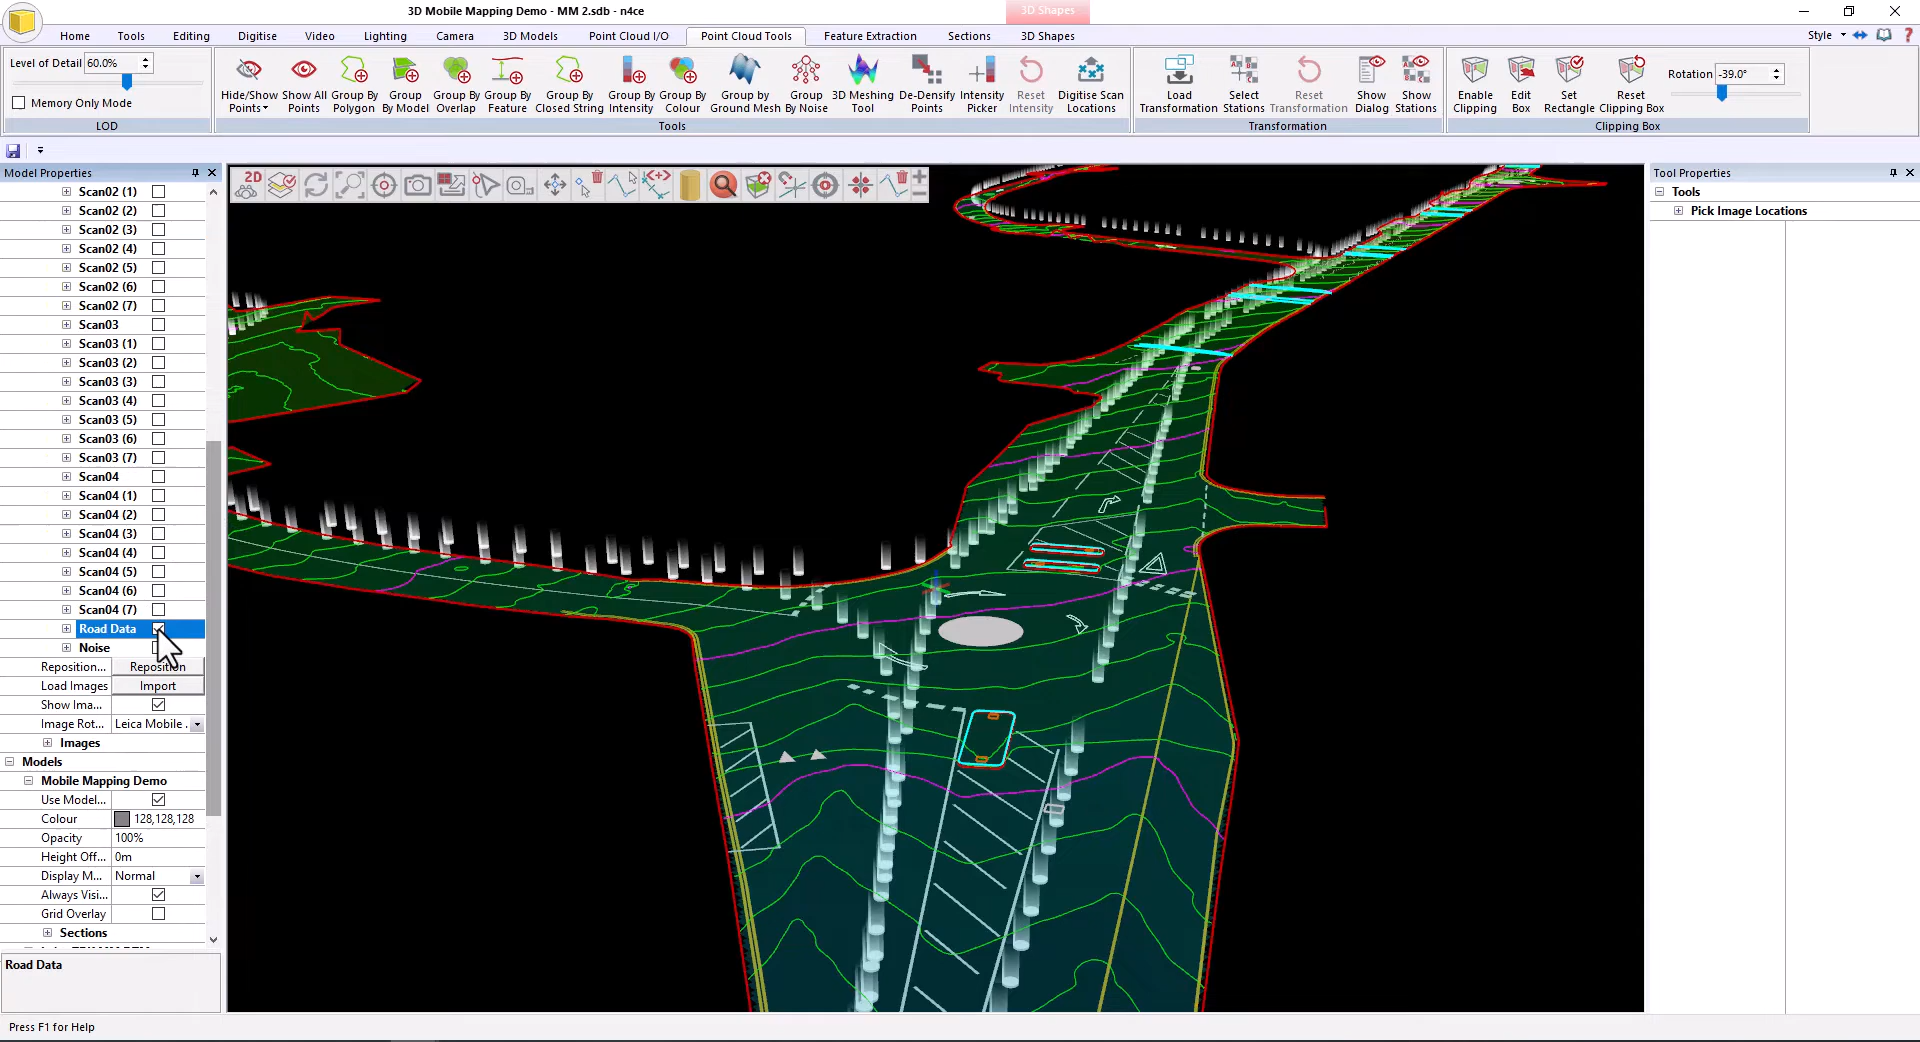 3D Mobile Mapping Demo - MM 2.sdb - n4ce
3D Shapes
Home Tools Editing Digitise Video Lighting Camera 3D Models Point Cloud I/O Point Cloud Tools Feature Extraction Sections 3D Shapes
Style
Level of Detail 60.0%
Memory Only Mode
LOD
Hide/Show Points
Show All Points
Group By Polygon
Group By Model
Group By Overlap
Group By Feature
Group By Closed String
Group By Intensity
Group By Colour
Group by Ground Mesh
Group By Noise
3D Meshing Tool
De-Densify Points
Intensity Picker
Reset Intensity
Digitise Scan Locations
Tools
Load Transformation
Select Stations
Reset Transformation
Show Dialog
Show Stations
Transformation
Enable Clipping
Edit Box
Set Rectangle
Reset Clipping Box
Rotation -39.0°
Clipping Box
Model Properties
Scan02 (1)
Scan02 (2)
Scan02 (3)
Scan02 (4)
Scan02 (5)
Scan02 (6)
Scan02 (7)
Scan03
Scan03 (1)
Scan03 (2)
Scan03 (3)
Scan03 (4)
Scan03 (5)
Scan03 (6)
Scan03 (7)
Scan04
Scan04 (1)
Scan04 (2)
Scan04 (3)
Scan04 (4)
Scan04 (5)
Scan04 (6)
Scan04 (7)
Road Data
Noise
Reposition... Reposition
Load Images Import
Show Ima...
Image Rot... Leica Mobile .
Images
Models
Mobile Mapping Demo
Use Model...
Colour 128,128,128
Opacity 100%
Height Off... 0m
Display M... Normal
Always Visi...
Grid Overlay
Sections
Road Data
2D
Tool Properties
Tools
Pick Image Locations
Press F1 for Help